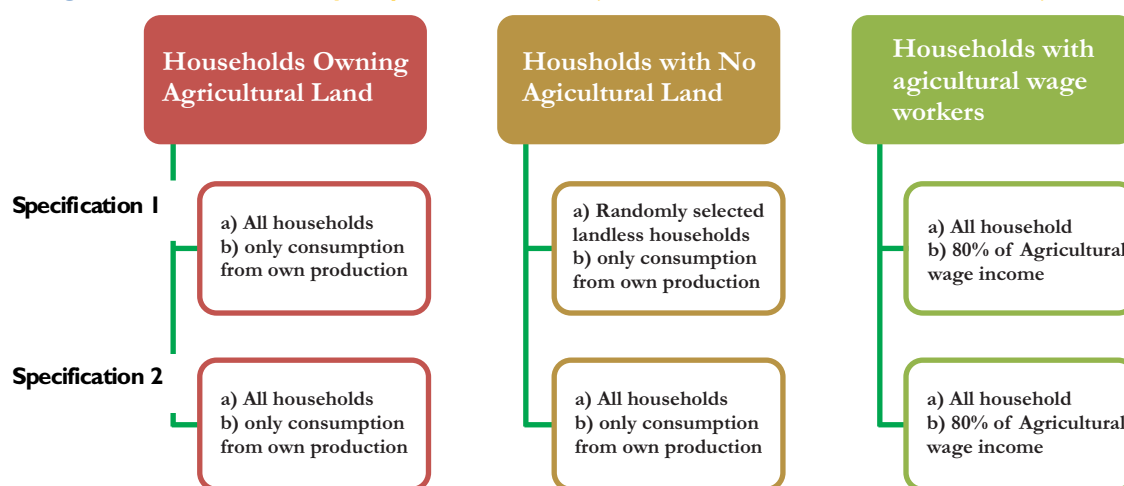 Households Owning
Agricultural Land
Housholds with No
Agicultural Land
Households with
agicultural wage
workers
Specification 1
a) All households
b) only consumption
from own production
a) Randomly selected
landless households
b) only consumption
from own production
a) All household
b) 80% of Agricultural
wage income
Specification 2
a) All households
b) only consumption
from own production
a) All households
b) only consumption
from own production
a) All household
b) 80% of Agricultural
wage income